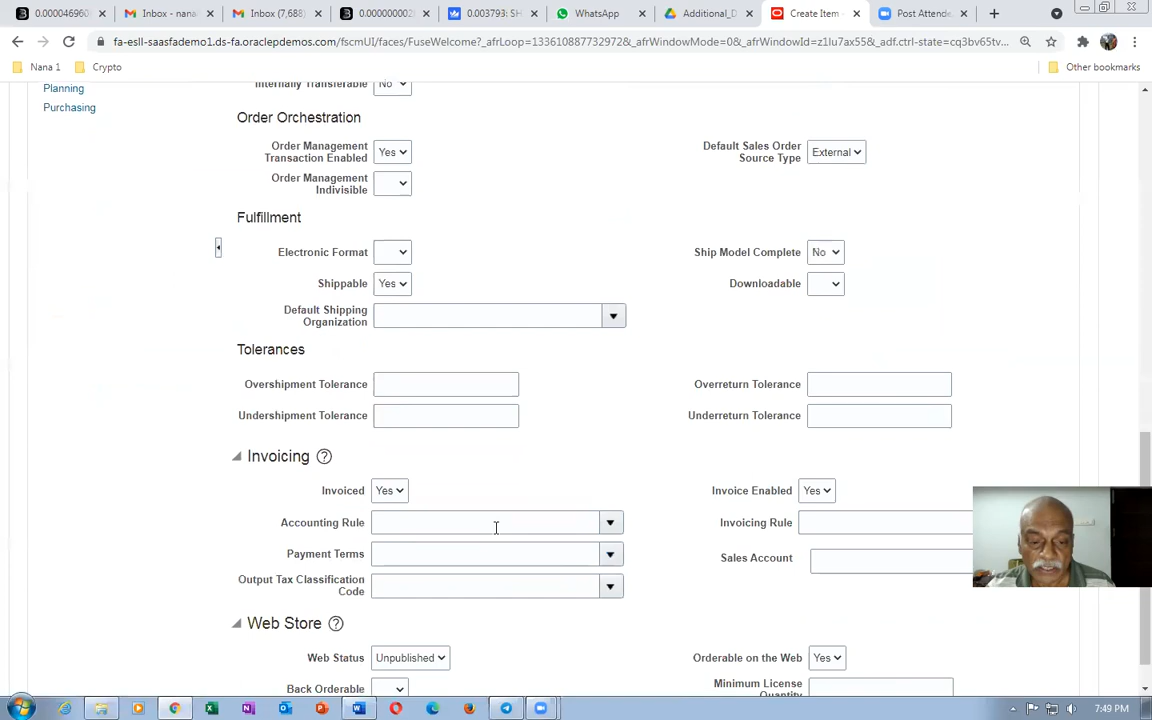 Inbox - nana
Inbox (7,688)
0.003793: S
WhatsApp
Additional_D
Create Item -
Post Attende
fa-esll-saasfademo1.ds-fa.oraclepdemos.com/fscmUI/faces/FuseWelcome?_afrLoop=133610887732972&_afrWindowMode=0&_afrWindowId=z1lu7ax55&_adf.ctrl-state=cq3bv65tv...
Nana 1
Crypto
Other bookmarks
Planning
Purchasing
Internally Transferable No
Order Orchestration
Order Management Transaction Enabled Yes
Default Sales Order Source Type External
Order Management Indivisible
Fulfillment
Electronic Format
Ship Model Complete No
Shippable Yes
Downloadable
Default Shipping Organization
Tolerances
Overshipment Tolerance
Overreturn Tolerance
Undershipment Tolerance
Underreturn Tolerance
Invoicing
Invoiced Yes
Invoice Enabled Yes
Accounting Rule
Invoicing Rule
Payment Terms
Sales Account
Output Tax Classification Code
Web Store
Web Status Unpublished
Orderable on the Web Yes
Back Orderable
Minimum License Quantity
7:49 PM